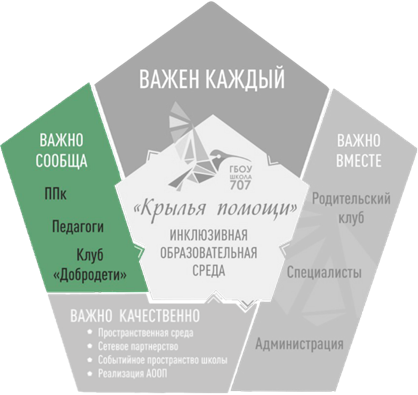 ВАЖЕН КАЖДЫЙ
ВАЖНО
СООБЩА
ППк
Педагоги
Клуб
«Добродети»
ГБОУ
ШКОЛА
707
«Крылья помощи»
ИНКЛЮЗИВНАЯ
ОБРАЗОВАТЕЛЬНАЯ
СРЕДА
ВАЖНО
ВМЕСТЕ
Родительский
клуб
Специалисты
Администрация
ВАЖНО КАЧЕСТВЕННО
• Пространственная среда
• Сетевое партнерство
• Событийное пространство школы
• Реализация АООП